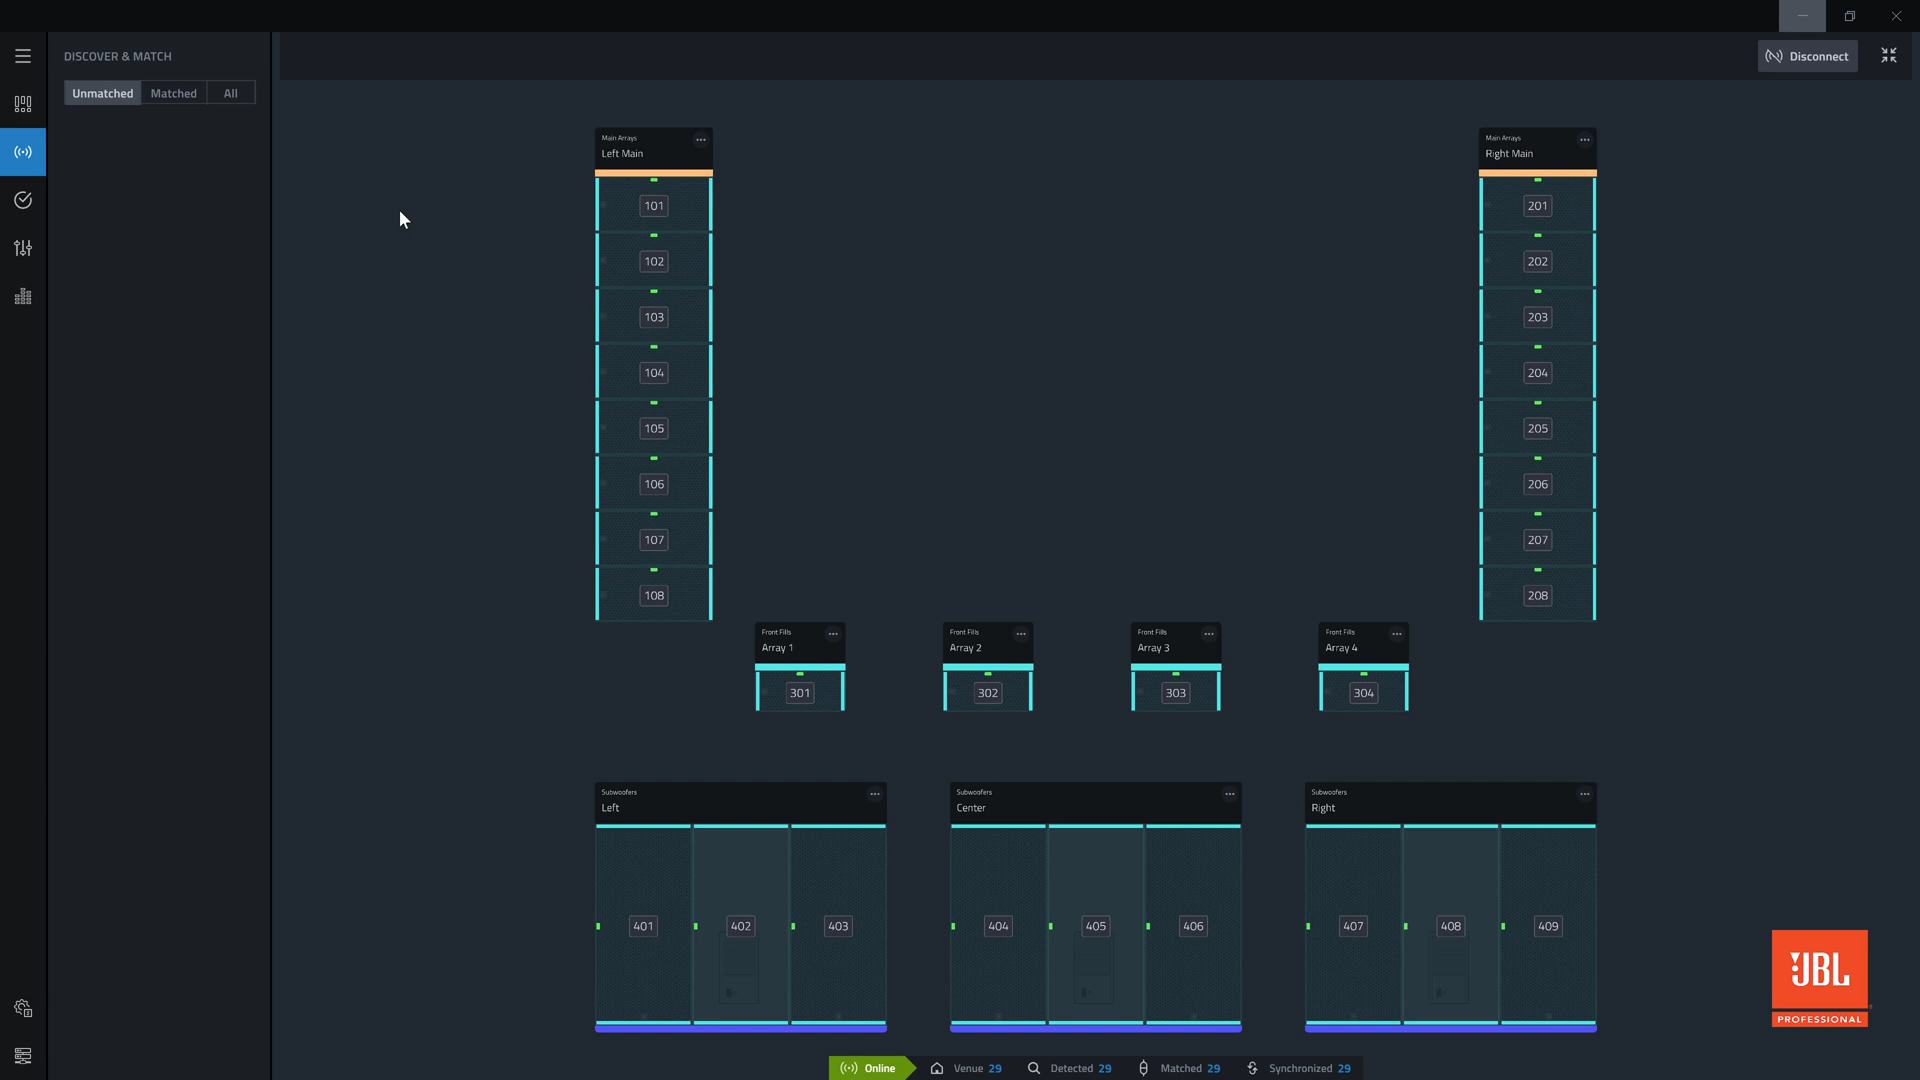 DISCOVER & MATCH
Unmatched
Matched
All
Disconnect
Main Arrays
Left Main
101
102
103
104
105
106
107
108
Main Arrays
Right Main
201
202
203
204
205
206
207
208
Front Fills
Array 1
301
Front Fills
Array 2
302
Front Fills
Array 3
303
Front Fills
Array 4
304
Subwoofers
Left
401
402
403
Subwoofers
Center
404
405
406
Subwoofers
Right
407
408
409
JBL
PROFESSIONAL
Online
Venue 29
Detected 29
Matched 29
Synchronized 29